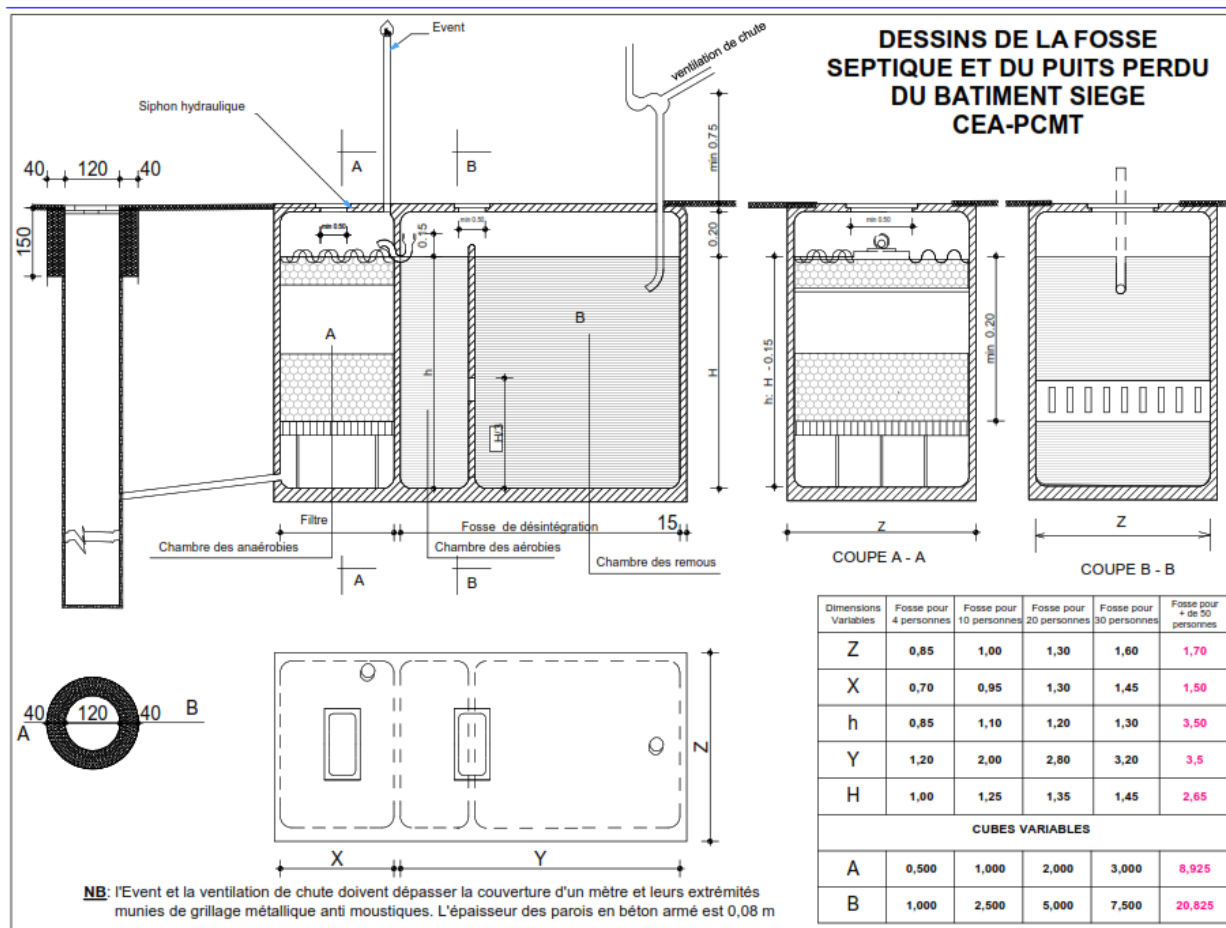 DESSINS DE LA FOSSE
SEPTIQUE ET DU PUITS PERDU
DU BATIMENT SIEGE
CEA-PCMT
Event
ventilation de chute
Siphon hydraulique
A
B
min 0.75
40
120
40
150
min 0.50
0.15
min 0.50
0.20
min 0.50
A
B
h
H
H/3
h: H - 0.15
min 0.20
Filtre
Fosse de désintégration
15
Chambre des anaérobies
Chambre des aérobies
Chambre des remous
A
B
Z
Z
COUPE A - A
COUPE B - B
40
120
40
A
B
Z
X
Y
Dimensions Variables
Fosse pour 4 personnes
Fosse pour 10 personnes
Fosse pour 20 personnes
Fosse pour 30 personnes
Fosse pour + de 50 personnes
Z 0,85 1,00 1,30 1,60 1,70
X 0,70 0,95 1,30 1,45 1,50
h 0,85 1,10 1,20 1,30 3,50
Y 1,20 2,00 2,80 3,20 3,5
H 1,00 1,25 1,35 1,45 2,65
CUBES VARIABLES
A 0,500 1,000 2,000 3,000 8,925
B 1,000 2,500 5,000 7,500 20,825
NB: l'Event et la ventilation de chute doivent dépasser la couverture d'un mètre et leurs extrémités
munies de grillage métallique anti moustiques. L'épaisseur des parois en béton armé est 0,08 m